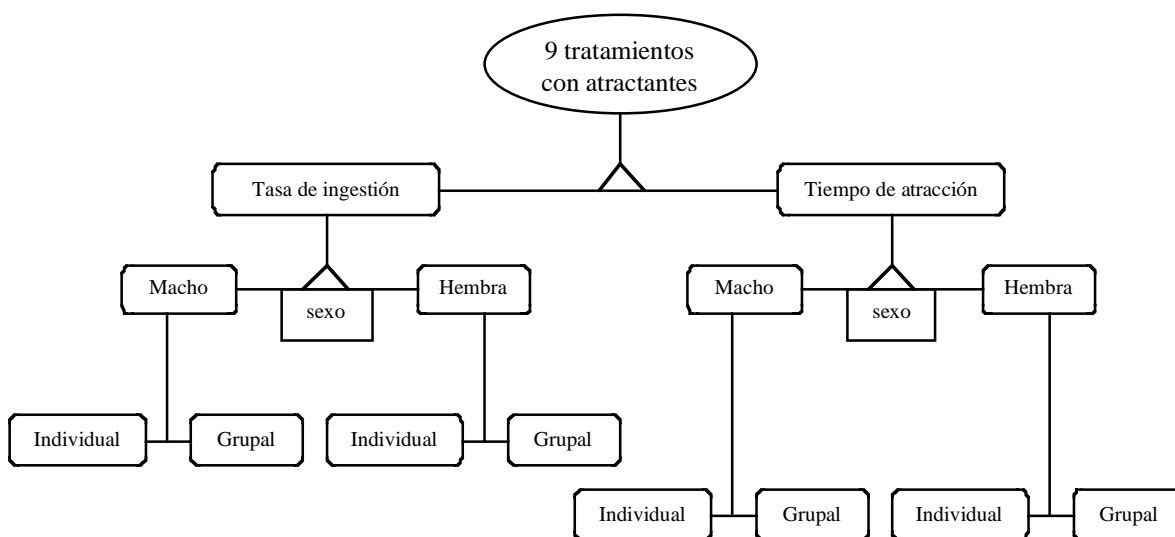 9 tratamientos
con atractantes
Tasa de ingestión
Tiempo de atracción
Macho
Hembra
sexo
Macho
Hembra
sexo
Individual
Grupal
Individual
Grupal
Individual
Grupal
Individual
Grupal